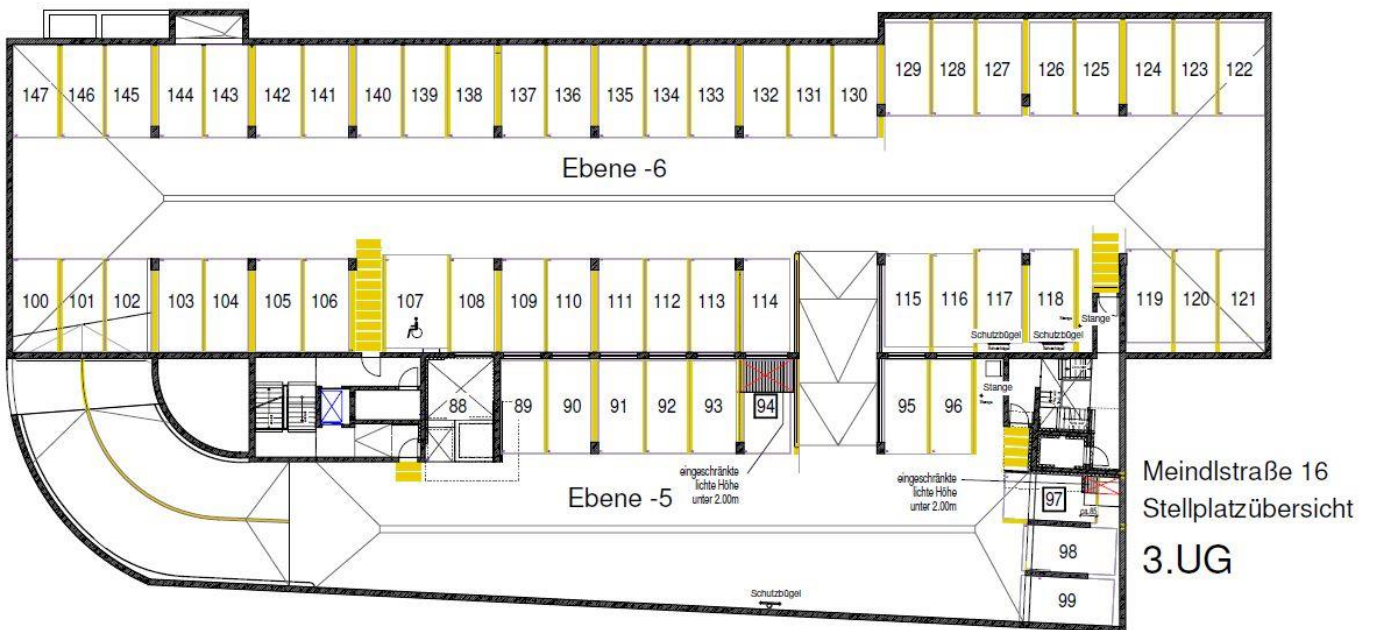 147 146 145 144 143 142 141 140 139 138 137 136 135 134 133 132 131 130 129 128 127 126 125 124 123 122
Ebene -6
100 101 102 103 104 105 106 107 108 109 110 111 112 113 114 115 116 117 118 119 120 121
Stange
Schutzbügel Schutzbügel
88 89 90 91 92 93 94 95 96
Stange
eingeschränkte
lichte Höhe
unter 2.00m
eingeschränkte
lichte Höhe
unter 2.00m
Ebene -5
97
ca.85
98
99
Schutzbügel
Meindlstraße 16
Stellplatzübersicht
3.UG